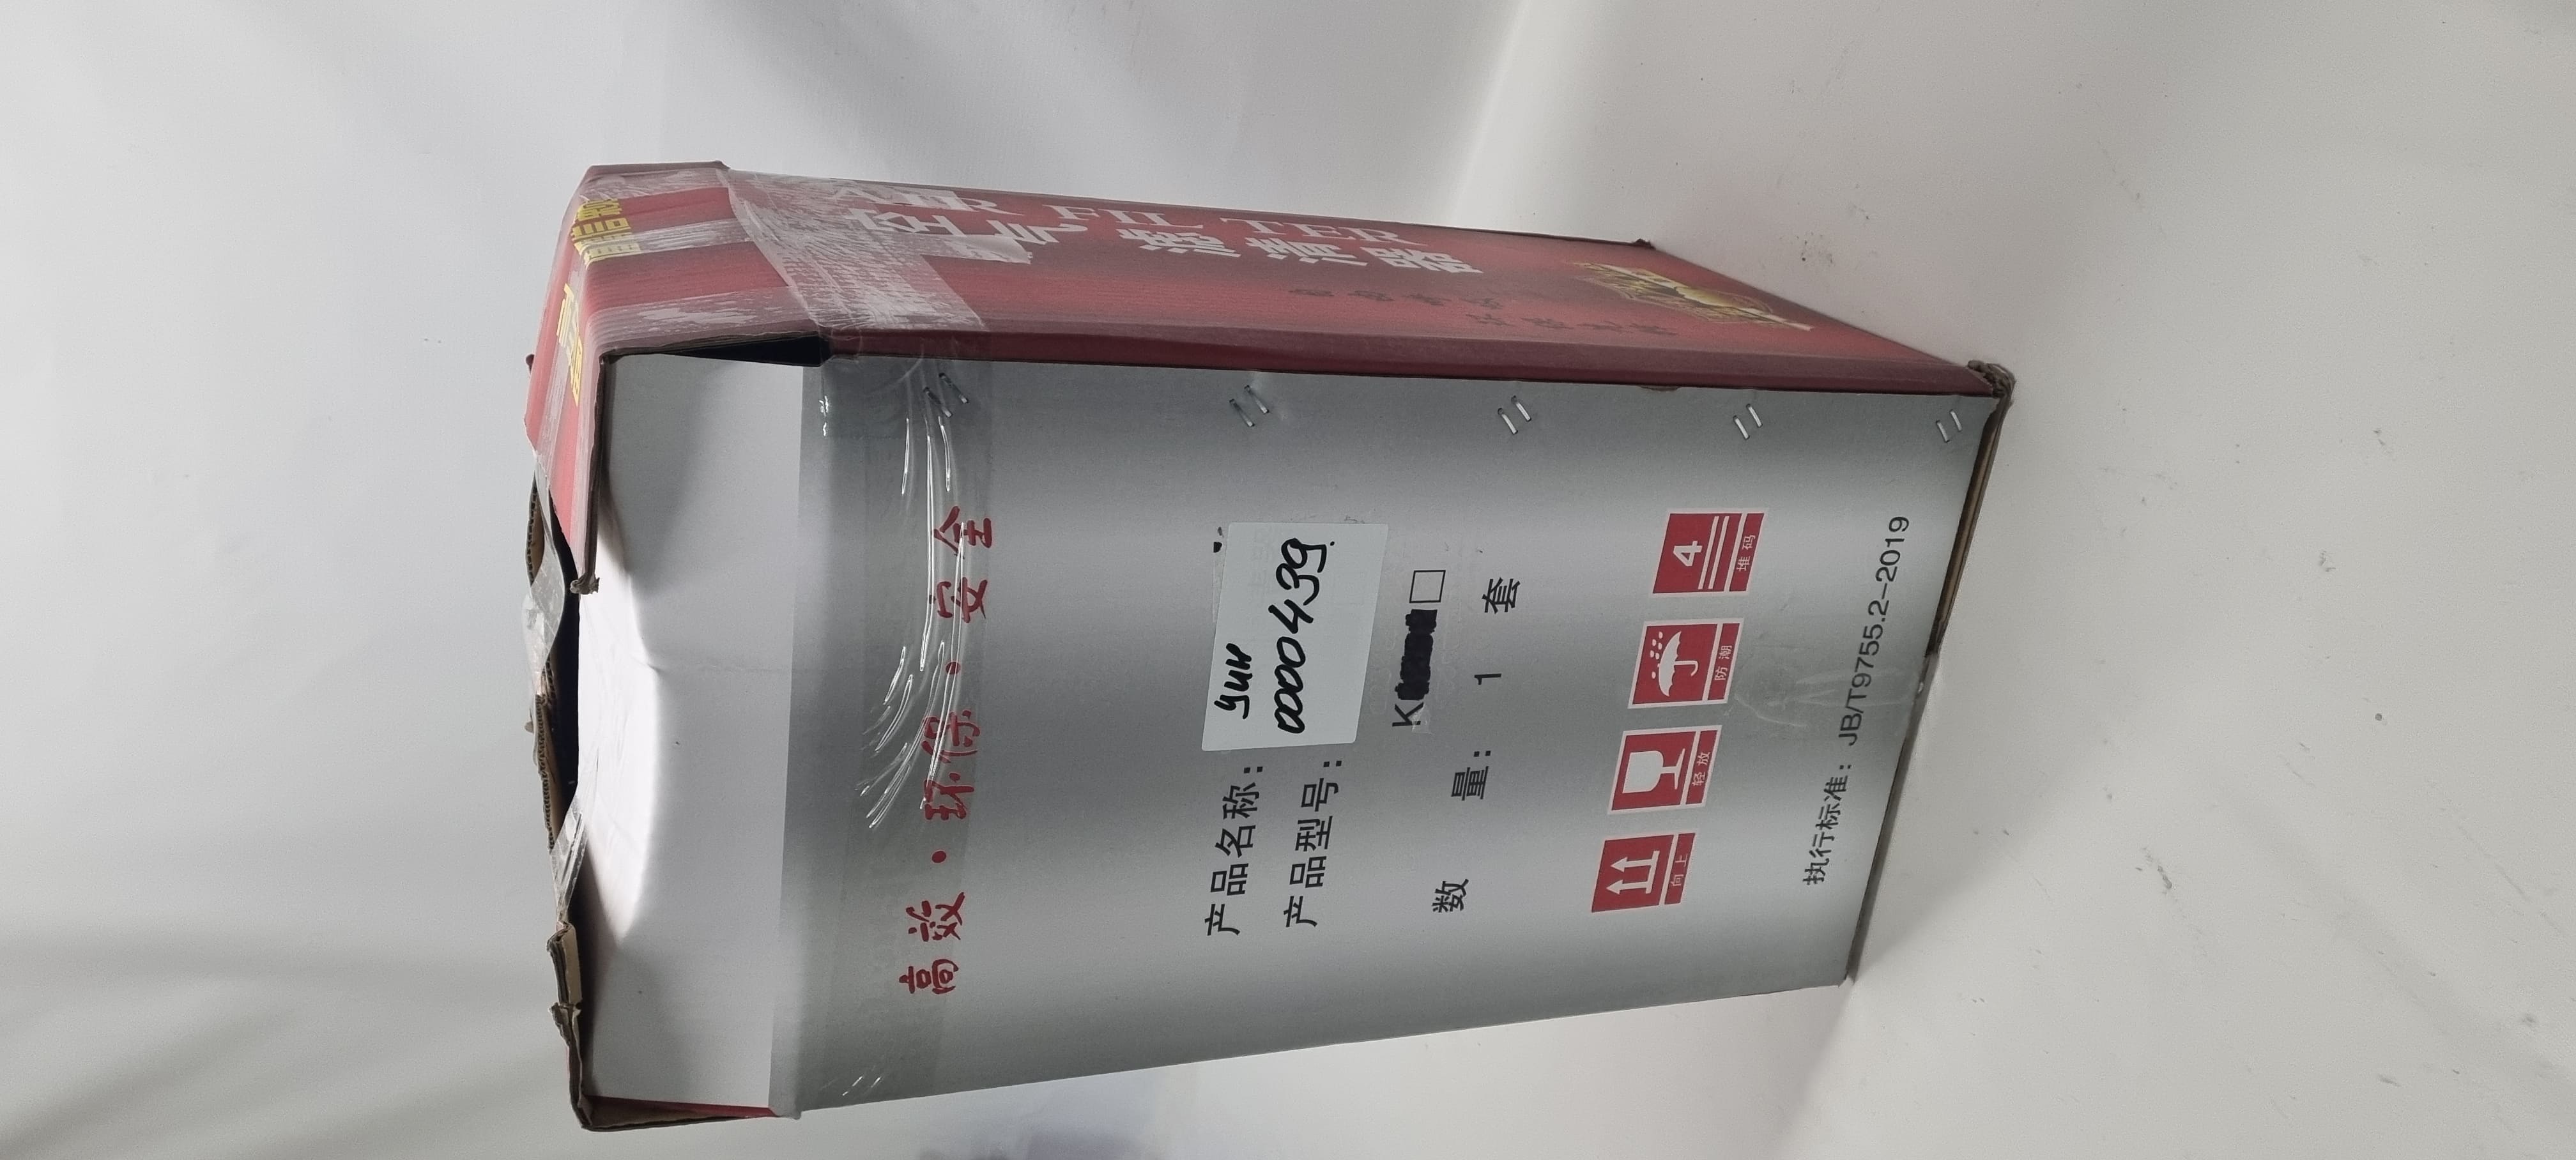 AIR FILTER
空气滤清器
高效·环保·安全
产品名称：
产品型号：
УИН
0000439
K
数量：1套
向上
轻放
防潮
4
堆码
执行标准：JB/T9755.2-2019